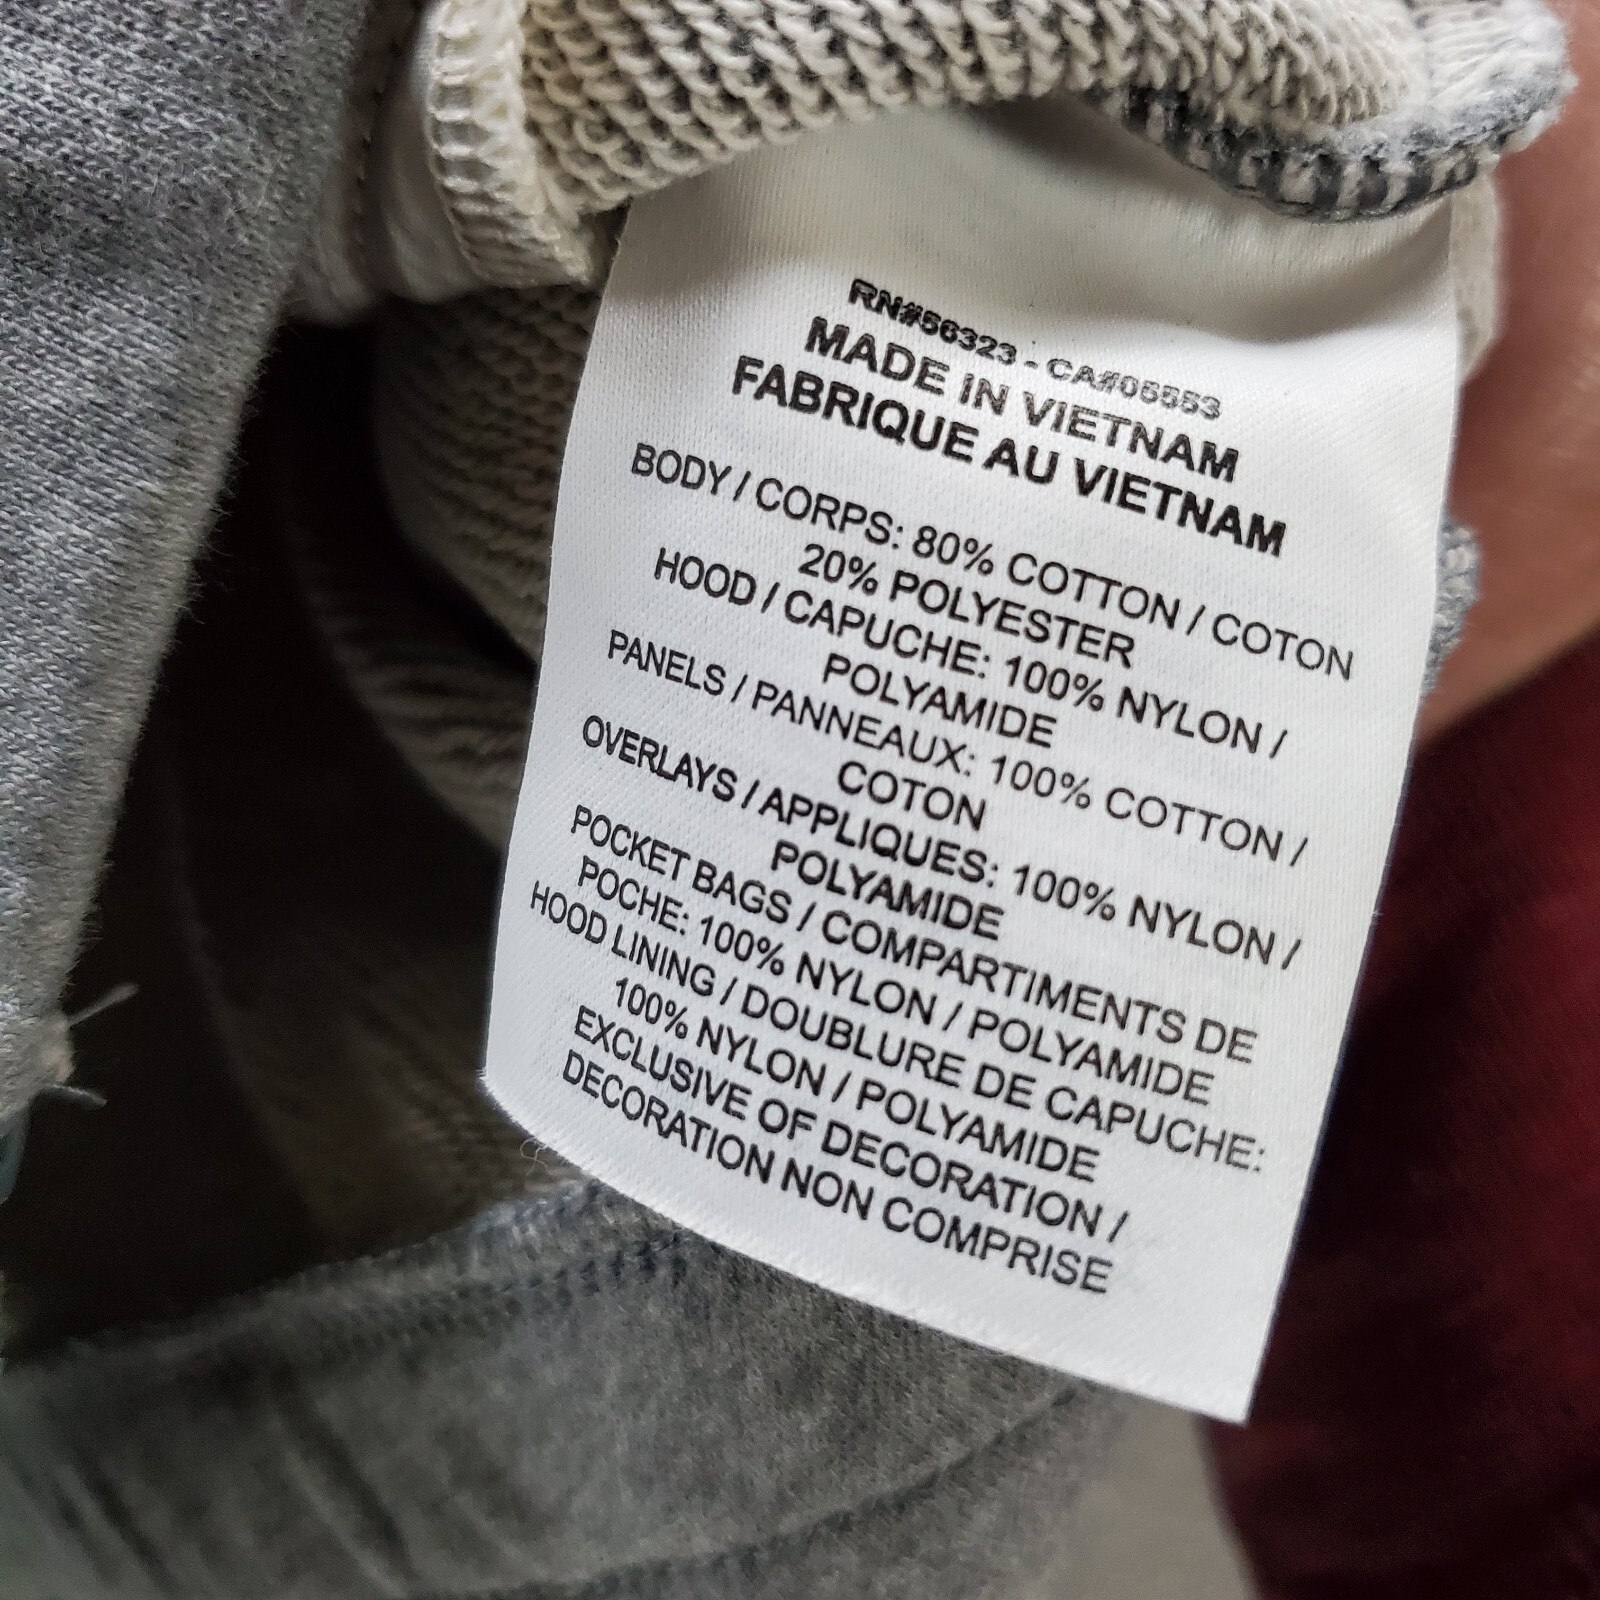 RN#56323 - CA#05553
MADE IN VIETNAM
FABRIQUE AU VIETNAM
BODY / CORPS: 80% COTTON / COTON
20% POLYESTER
HOOD / CAPUCHE: 100% NYLON /
POLYAMIDE
PANELS / PANNEAUX: 100% COTTON /
COTON
OVERLAYS / APPLIQUES: 100% NYLON /
POLYAMIDE
POCKET BAGS / COMPARTIMENTS DE
POCHE: 100% NYLON / POLYAMIDE
HOOD LINING / DOUBLURE DE CAPUCHE:
100% NYLON / POLYAMIDE
EXCLUSIVE OF DECORATION /
DECORATION NON COMPRISE